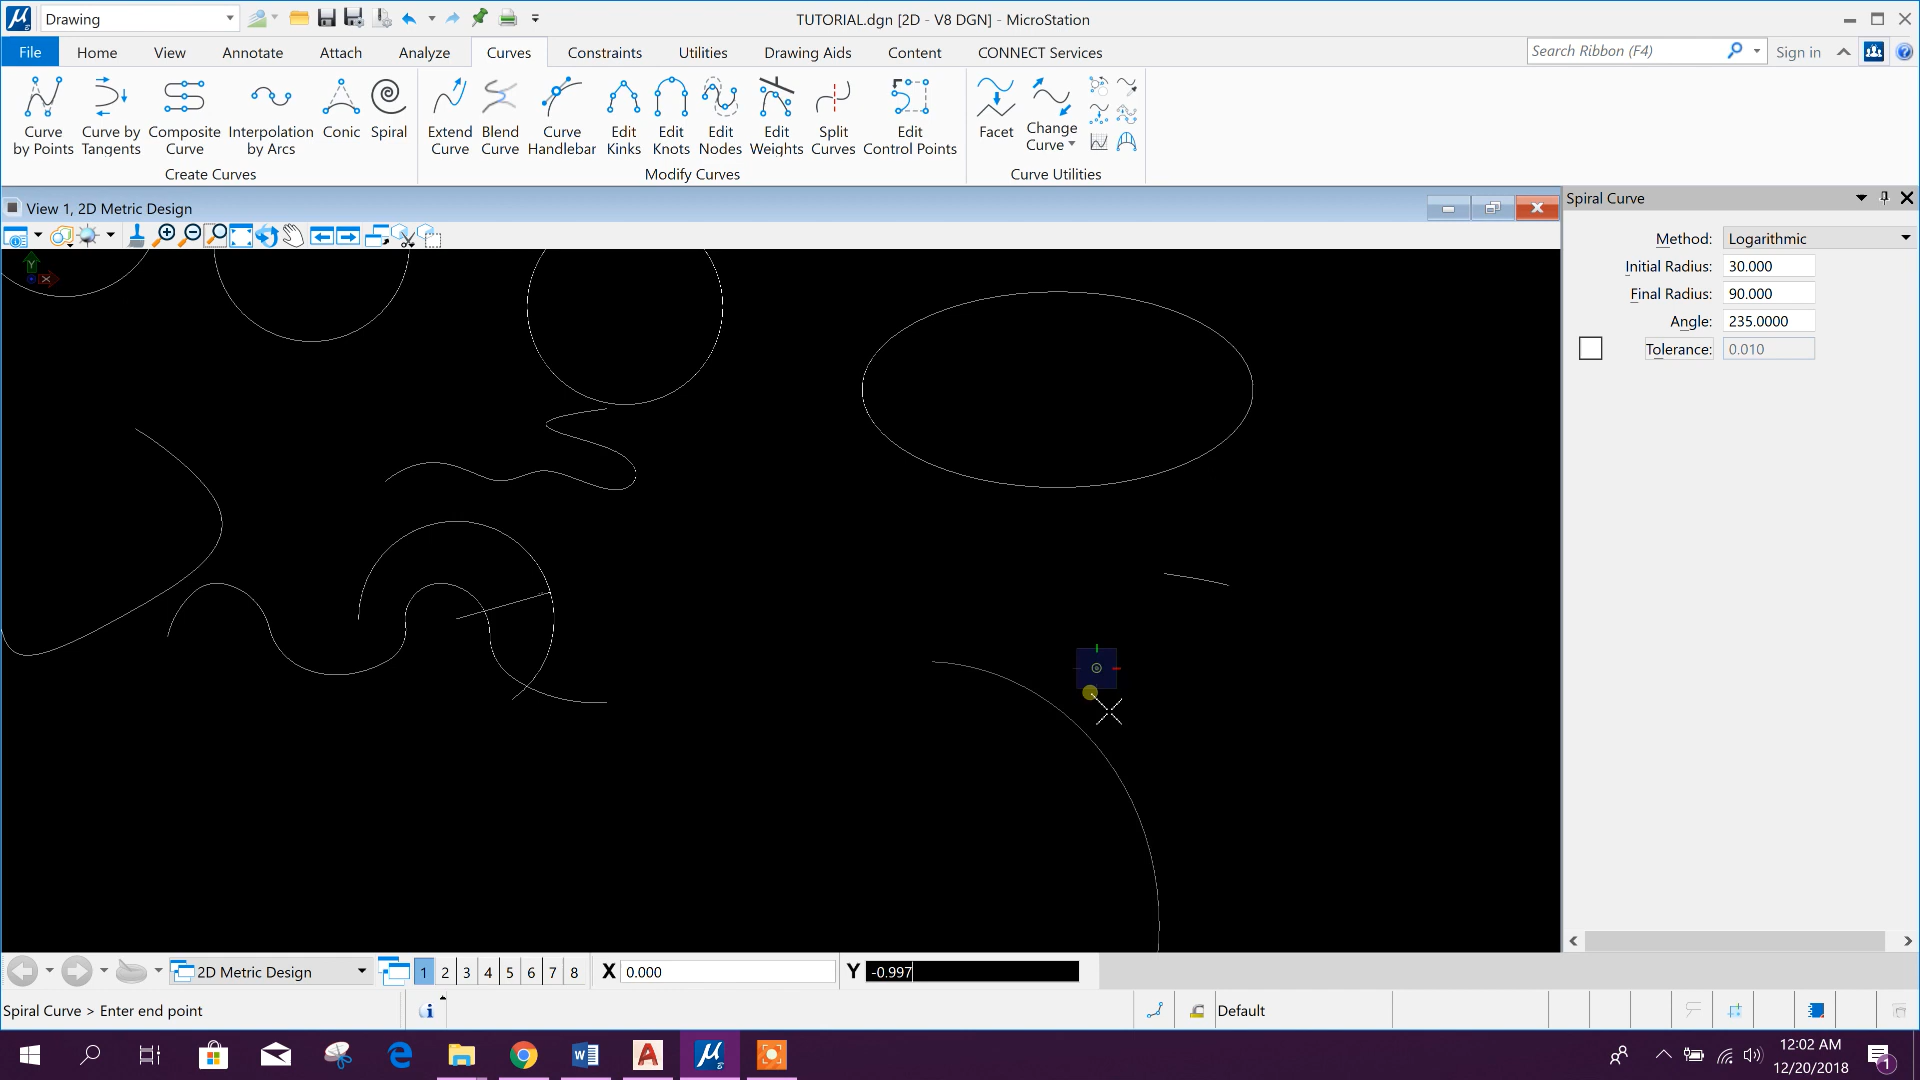 Drawing
TUTORIAL.dgn [2D - V8 DGN] - MicroStation
File Home View Annotate Attach Analyze Curves Constraints Utilities Drawing Aids Content CONNECT Services
Search Ribbon (F4)
Sign in
Curve by Points
Curve by Tangents
Composite Curve
Interpolation by Arcs
Conic
Spiral
Extend Curve
Blend Curve
Curve Handlebar
Edit Kinks
Edit Knots
Edit Nodes
Edit Weights
Split Curves
Edit Control Points
Facet
Change Curve
Create Curves
Modify Curves
Curve Utilities
View 1, 2D Metric Design
Spiral Curve
Method: Logarithmic
Initial Radius: 30.000
Final Radius: 90.000
Angle: 235.0000
Tolerance: 0.010
Y
X
2D Metric Design
1 2 3 4 5 6 7 8
X 0.000
Y -0.997
Spiral Curve > Enter end point
Default
12:02 AM
12/20/2018
1